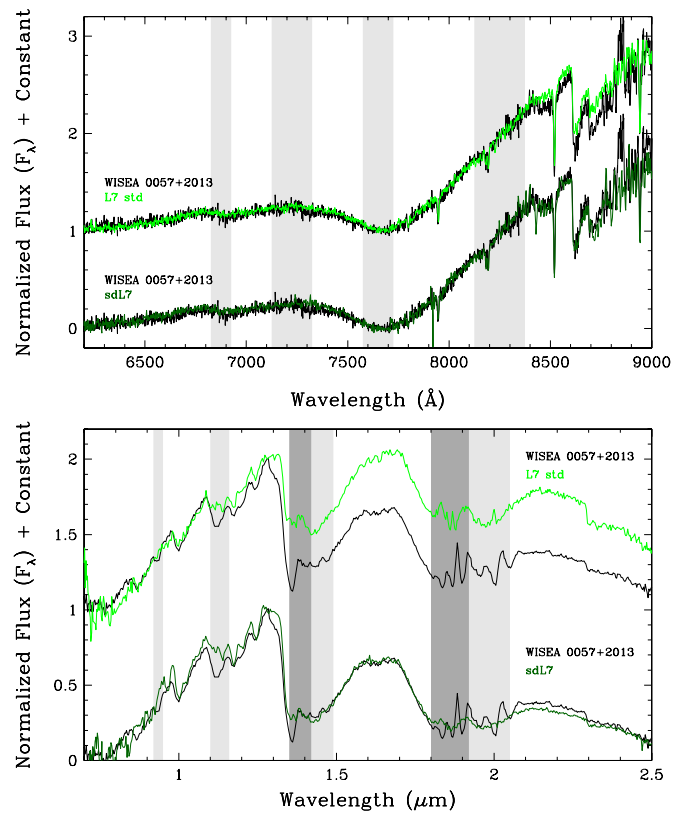 3
2
1
0
Normalized Flux (Fλ) + Constant
WISEA 0057+2013
L7 std
WISEA 0057+2013
sdL7
6500 7000 7500 8000 8500 9000
Wavelength (Å)
2
1.5
1
0.5
0
Normalized Flux (Fλ) + Constant
WISEA 0057+2013
L7 std
WISEA 0057+2013
sdL7
1 1.5 2 2.5
Wavelength (μm)